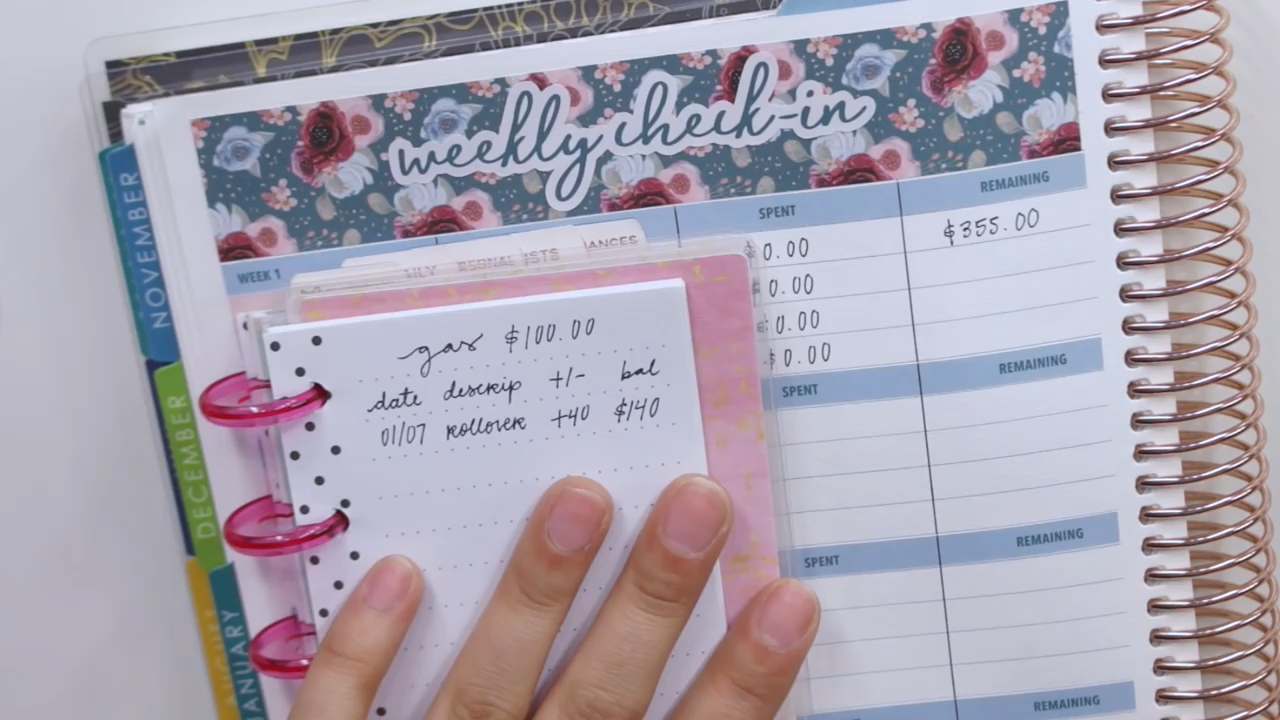 weekly check-in
WEEK 1 SPENT REMAINING
$0.00 $355.00
$0.00
$0.00
$0.00
SPENT REMAINING
SPENT REMAINING
REMAINING
gas $100.00
date descrip +/- bal
01/07 rollover +40 $140
NOVEMBER
DECEMBER